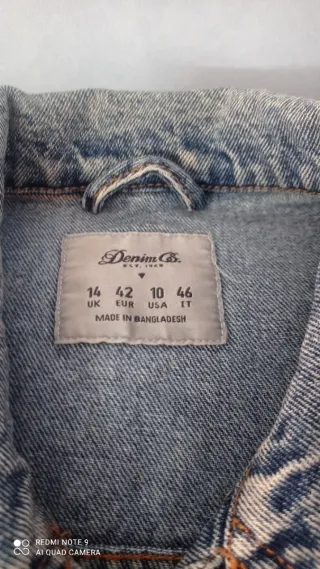 Denim Co.
EST. 1969
14 42 10 46
UK EUR USA IT
MADE IN BANGLADESH
REDMI NOTE 9
AI QUAD CAMERA